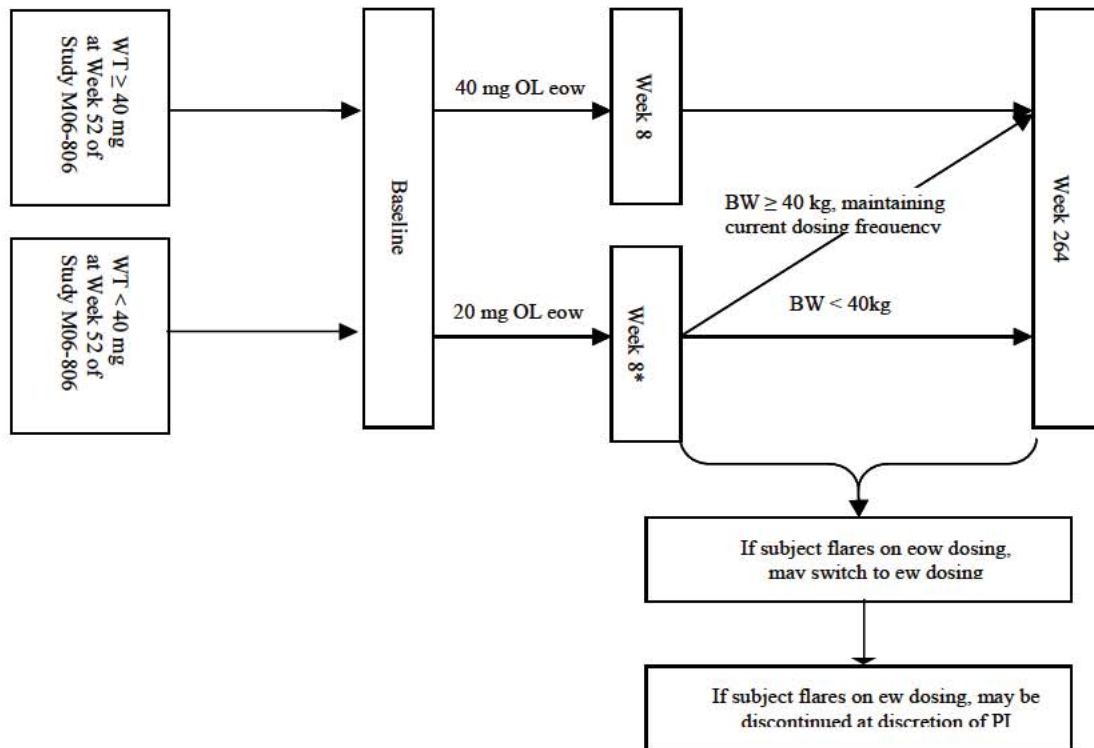 WT ≥ 40 mg
at Week 52 of
Study M06-806
WT < 40 mg
at Week 52 of
Study M06-806
Baseline
40 mg OL eow
20 mg OL eow
Week 8
Week 8*
BW ≥ 40 kg, maintaining
current dosing frequency
BW < 40kg
Week 264
If subject flares on eow dosing,
may switch to ew dosing
If subject flares on ew dosing, may be
discontinued at discretion of PI